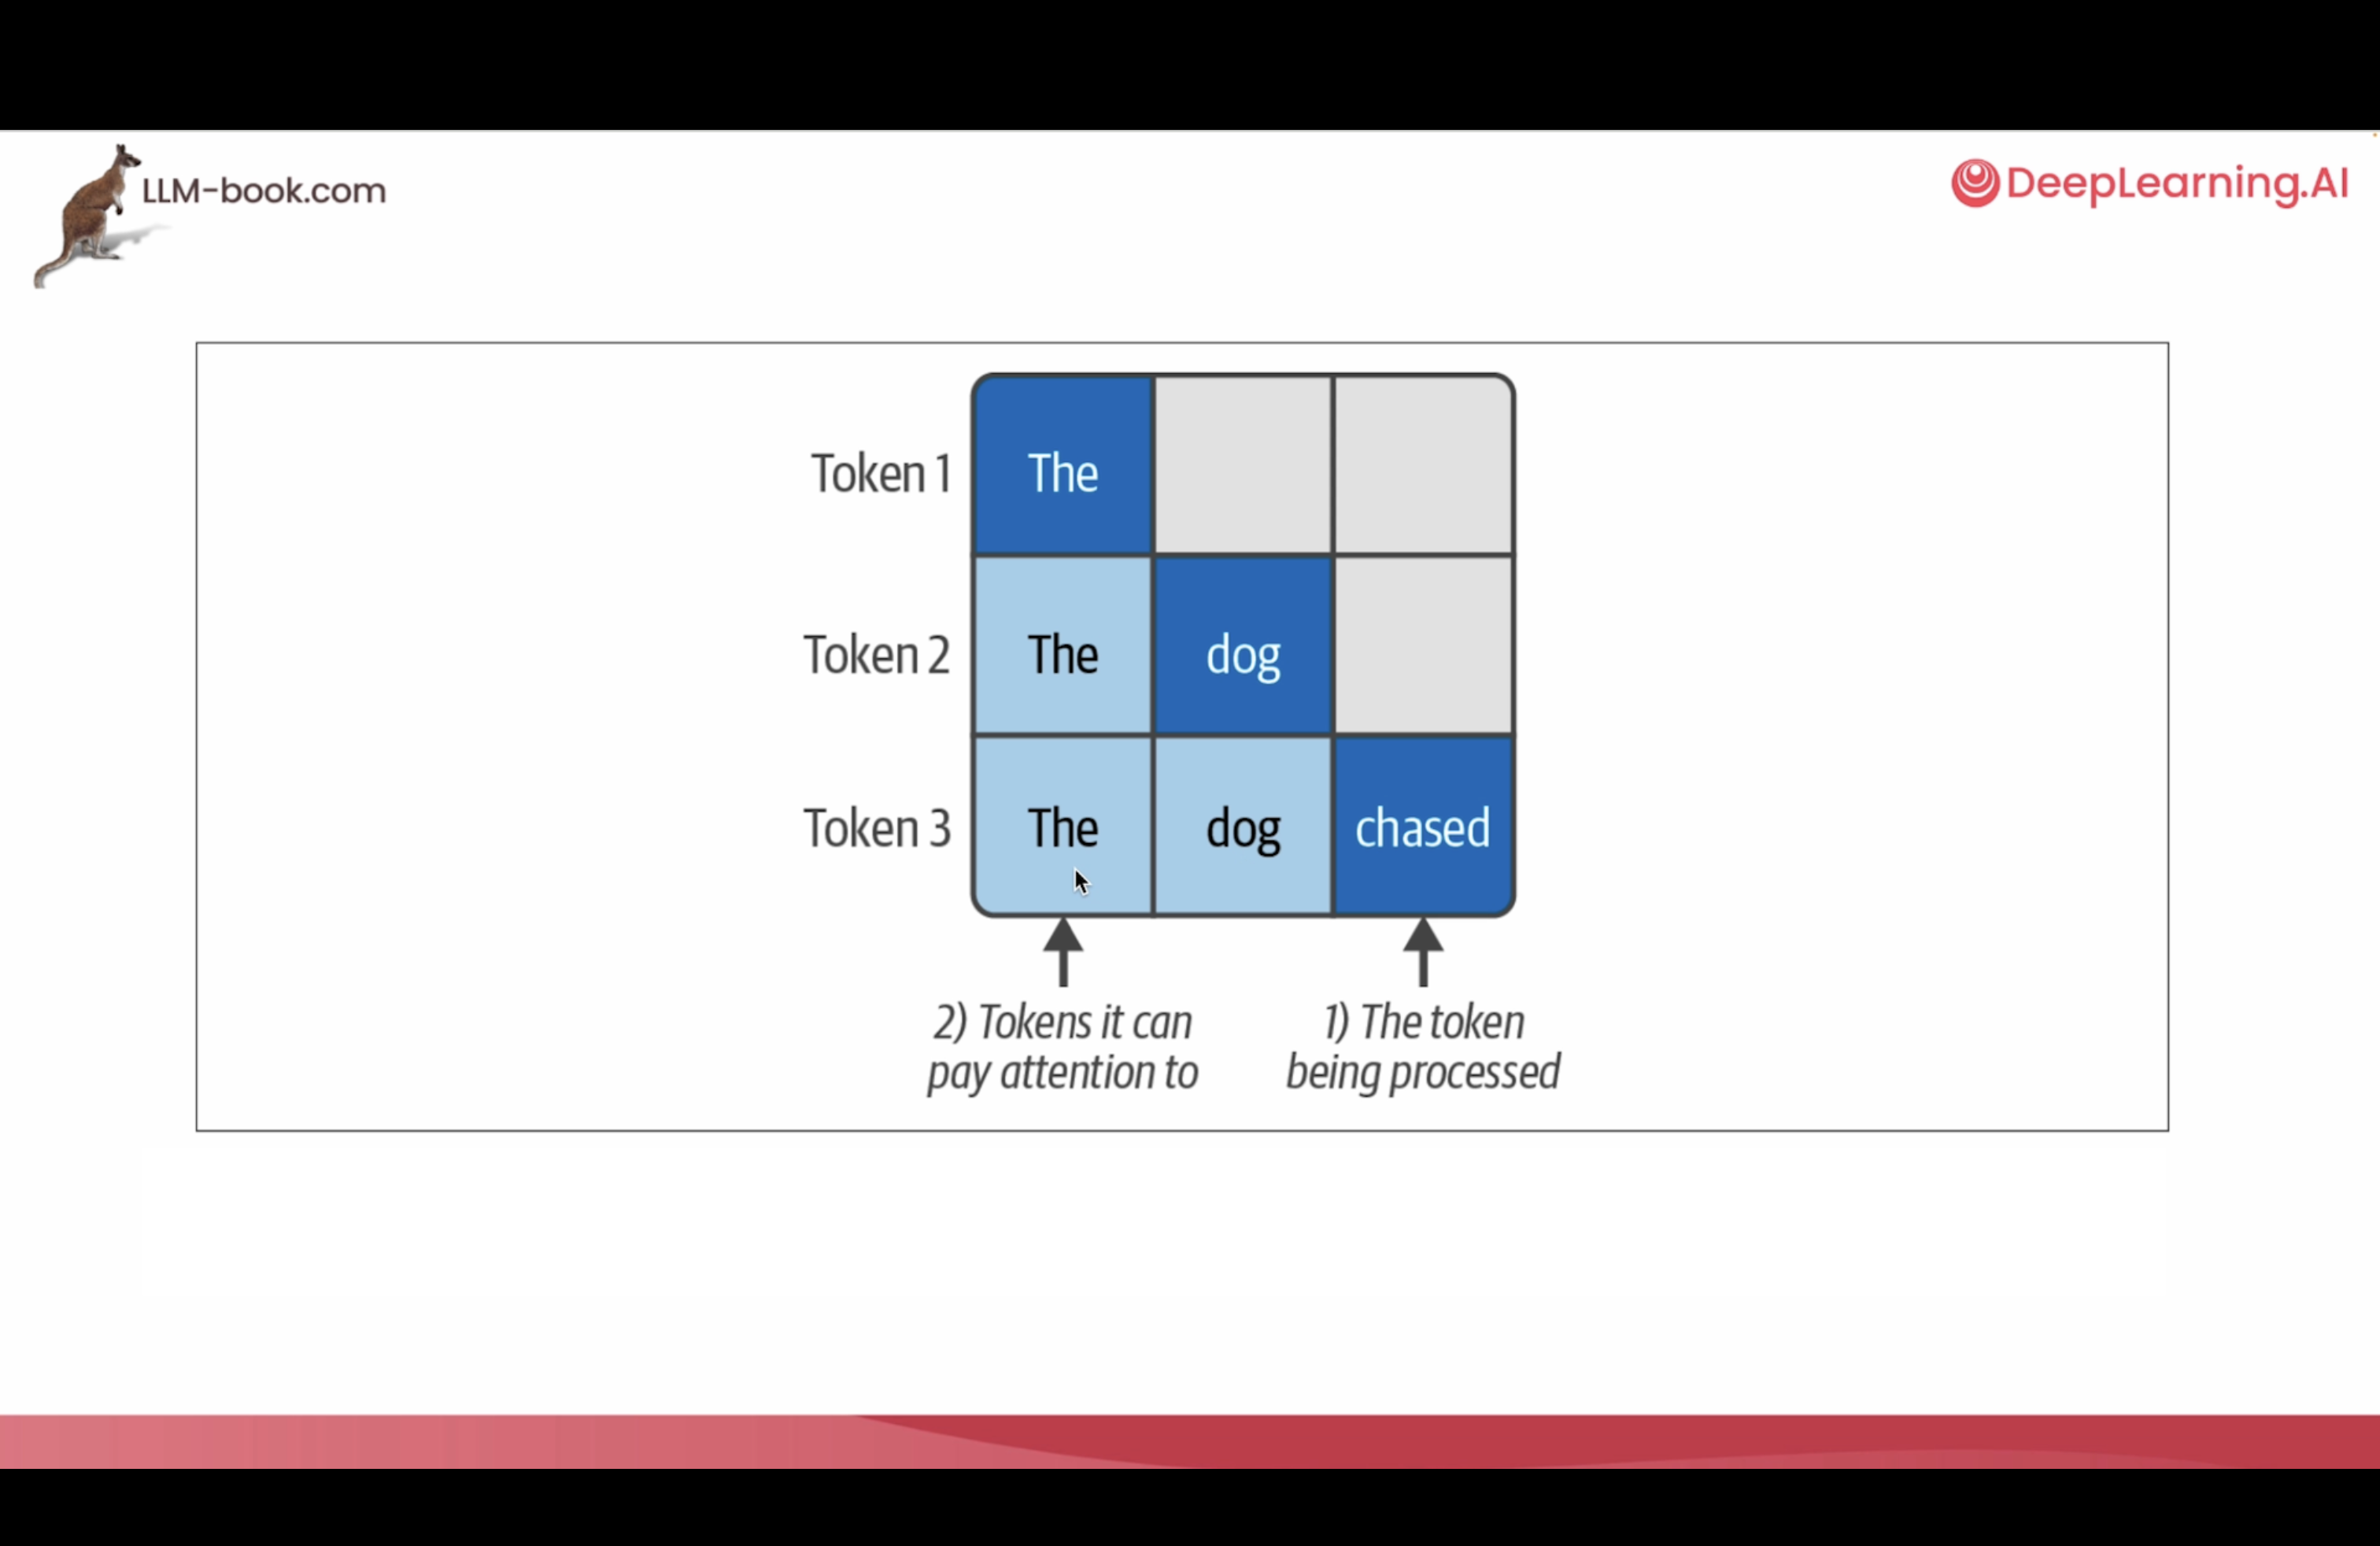 LLM-book.com
DeepLearning.AI
Token 1 The
Token 2 The dog
Token 3 The dog chased
2) Tokens it can
pay attention to
1) The token
being processed